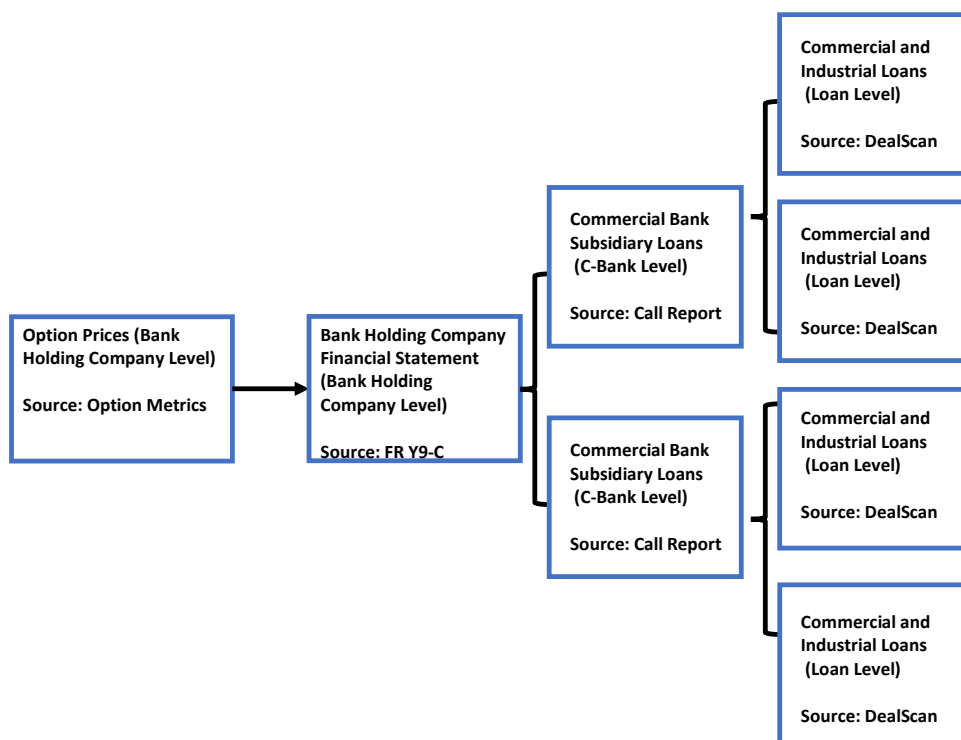 Option Prices (Bank
Holding Company Level)
Source: Option Metrics
Bank Holding Company
Financial Statement
(Bank Holding
Company Level)
Source: FR Y9-C
Commercial Bank
Subsidiary Loans
(C-Bank Level)
Source: Call Report
Commercial Bank
Subsidiary Loans
(C-Bank Level)
Source: Call Report
Commercial and
Industrial Loans
(Loan Level)
Source: DealScan
Commercial and
Industrial Loans
(Loan Level)
Source: DealScan
Commercial and
Industrial Loans
(Loan Level)
Source: DealScan
Commercial and
Industrial Loans
(Loan Level)
Source: DealScan